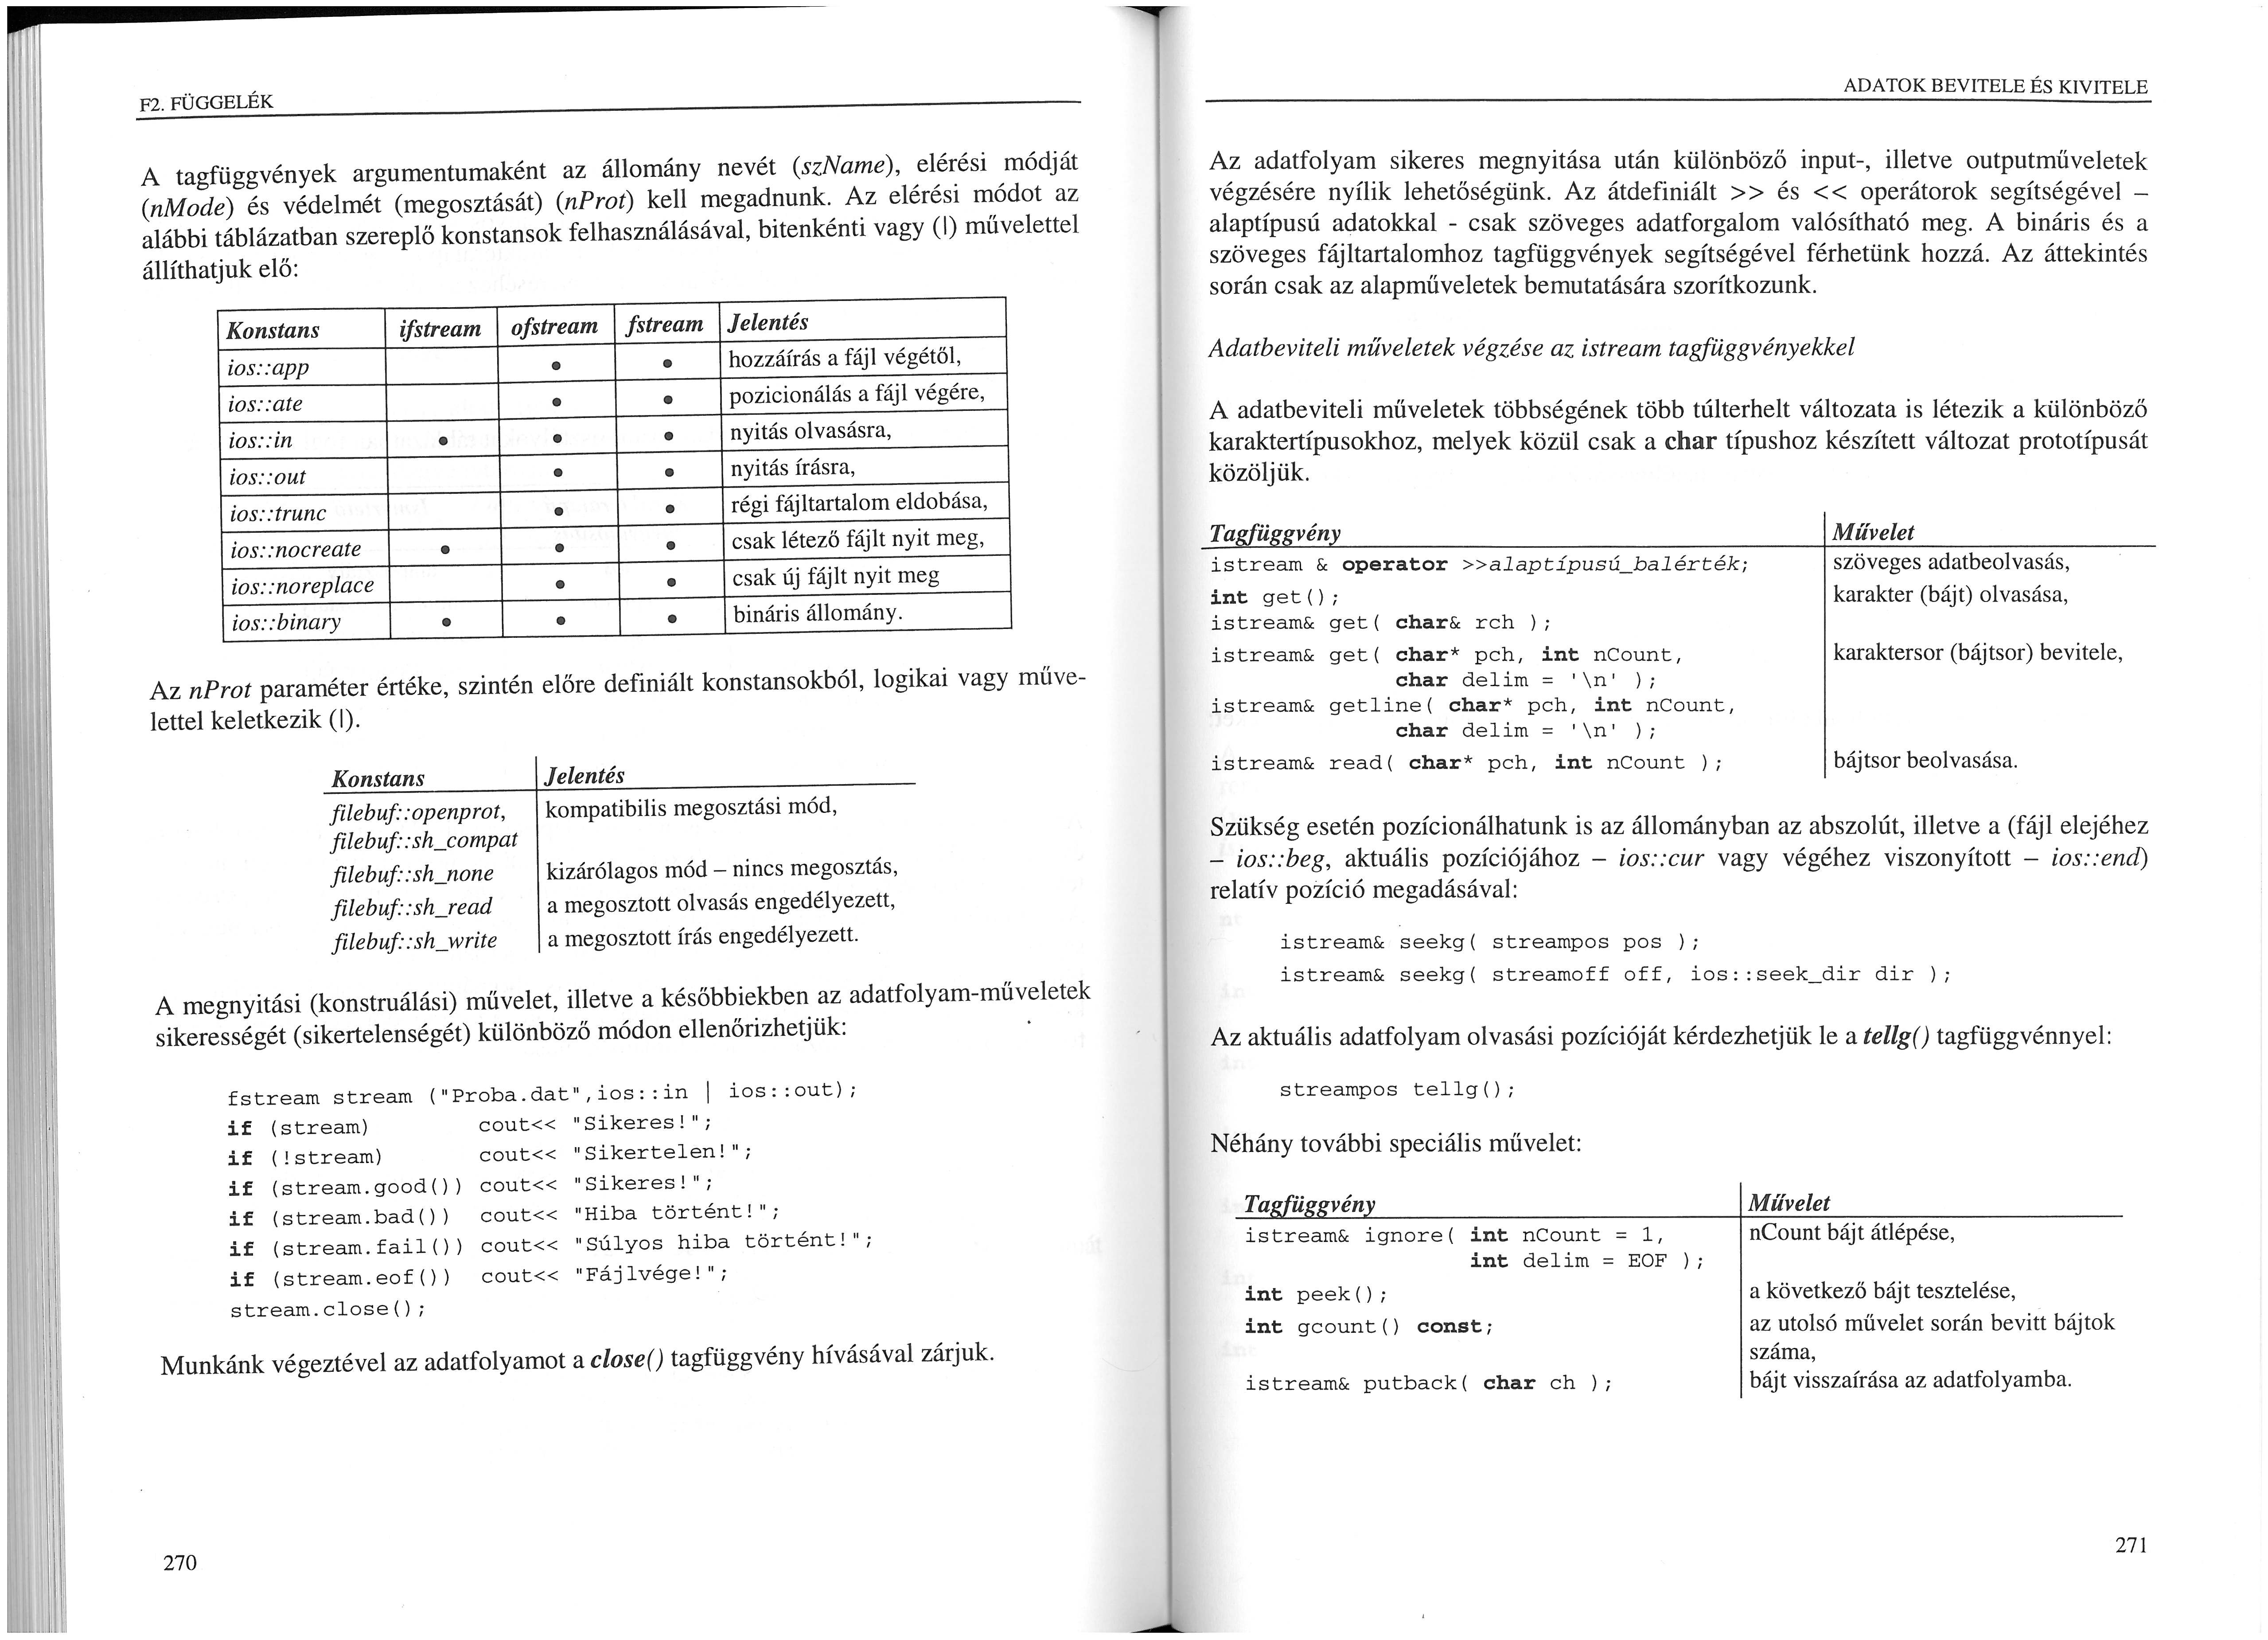 F2. FÜGGELÉK
A tagfüggvények argumentumaként az állomány nevét (szName), elérési módját
(nMode) és védelmét (megosztását) (nProt) kell megadnunk. Az elérési módot az
alábbi táblázatban szereplő konstansok felhasználásával, bitenkénti vagy (|) művelettel
állíthatjuk elő:
Konstans ifstream ofstream fstream Jelentés
ios::app • • hozzáírás a fájl végétől,
ios::ate • • pozicionálás a fájl végére,
ios::in • • • nyitás olvasásra,
ios::out • • nyitás írásra,
ios::trunc • • régi fájltartalom eldobása,
ios::nocreate • • • csak létező fájlt nyit meg,
ios::noreplace • • csak új fájlt nyit meg
ios::binary • • • bináris állomány.
Az nProt paraméter értéke, szintén előre definiált konstansokból, logikai vagy műve-
lettel keletkezik (|).
Konstans Jelentés
filebuf::openprot, kompatibilis megosztási mód,
filebuf::sh_compat
filebuf::sh_none kizárólagos mód – nincs megosztás,
filebuf::sh_read a megosztott olvasás engedélyezett,
filebuf::sh_write a megosztott írás engedélyezett.
A megnyitási (konstruálási) művelet, illetve a későbbiekben az adatfolyam-műveletek
sikerességét (sikertelenségét) különböző módon ellenőrizhetjük:
fstream stream ("Proba.dat",ios::in | ios::out);
if (stream) cout<< "Sikeres!";
if (!stream) cout<< "Sikertelen!";
if (stream.good()) cout<< "Sikeres!";
if (stream.bad()) cout<< "Hiba történt!";
if (stream.fail()) cout<< "Súlyos hiba történt!";
if (stream.eof()) cout<< "Fájlvége!";
stream.close();
Munkánk végeztével az adatfolyamot a close() tagfüggvény hívásával zárjuk.
270
ADATOK BEVITELE ÉS KIVITELE
Az adatfolyam sikeres megnyitása után különböző input-, illetve outputműveletek
végzésére nyílik lehetőségünk. Az átdefiniált >> és << operátorok segítségével –
alaptípusú adatokkal - csak szöveges adatforgalom valósítható meg. A bináris és a
szöveges fájltartalomhoz tagfüggvények segítségével férhetünk hozzá. Az áttekintés
során csak az alapműveletek bemutatására szorítkozunk.
Adatbeviteli műveletek végzése az istream tagfüggvényekkel
A adatbeviteli műveletek többségének több túlterhelt változata is létezik a különböző
karaktertípusokhoz, melyek közül csak a char típushoz készített változat prototípusát
közöljük.
Tagfüggvény Művelet
istream & operator >>alaptípusú_balérték; szöveges adatbeolvasás,
int get(); karakter (bájt) olvasása,
istream& get( char& rch );
istream& get( char* pch, int nCount, karaktersor (bájtsor) bevitele,
char delim = '\n' );
istream& getline( char* pch, int nCount,
char delim = '\n' );
istream& read( char* pch, int nCount ); bájtsor beolvasása.
Szükség esetén pozícionálhatunk is az állományban az abszolút, illetve a (fájl elejéhez
– ios::beg, aktuális pozíciójához – ios::cur vagy végéhez viszonyított – ios::end)
relatív pozíció megadásával:
istream& seekg( streampos pos );
istream& seekg( streamoff off, ios::seek_dir dir );
Az aktuális adatfolyam olvasási pozícióját kérdezhetjük le a tellg() tagfüggvénnyel:
streampos tellg();
Néhány további speciális művelet:
Tagfüggvény Művelet
istream& ignore( int nCount = 1, nCount bájt átlépése,
int delim = EOF );
int peek(); a következő bájt tesztelése,
int gcount() const; az utolsó művelet során bevitt bájtok
száma,
istream& putback( char ch ); bájt visszaírása az adatfolyamba.
271